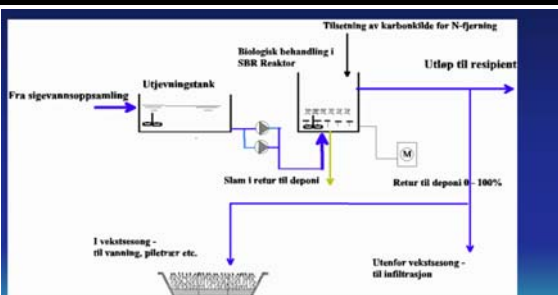 Tilsetning av karbonkilde for N-fjerning
Biologisk behandling i
SBR Reaktor
Utløp til resipient
Utjevningstank
Fra sigevannsoppsamling
M
Slam i retur til deponi
Retur til deponi 0 - 100%
I vekstsesong -
til vanning, piletrær etc.
Utenfor vekstsesong -
til infiltrasjon